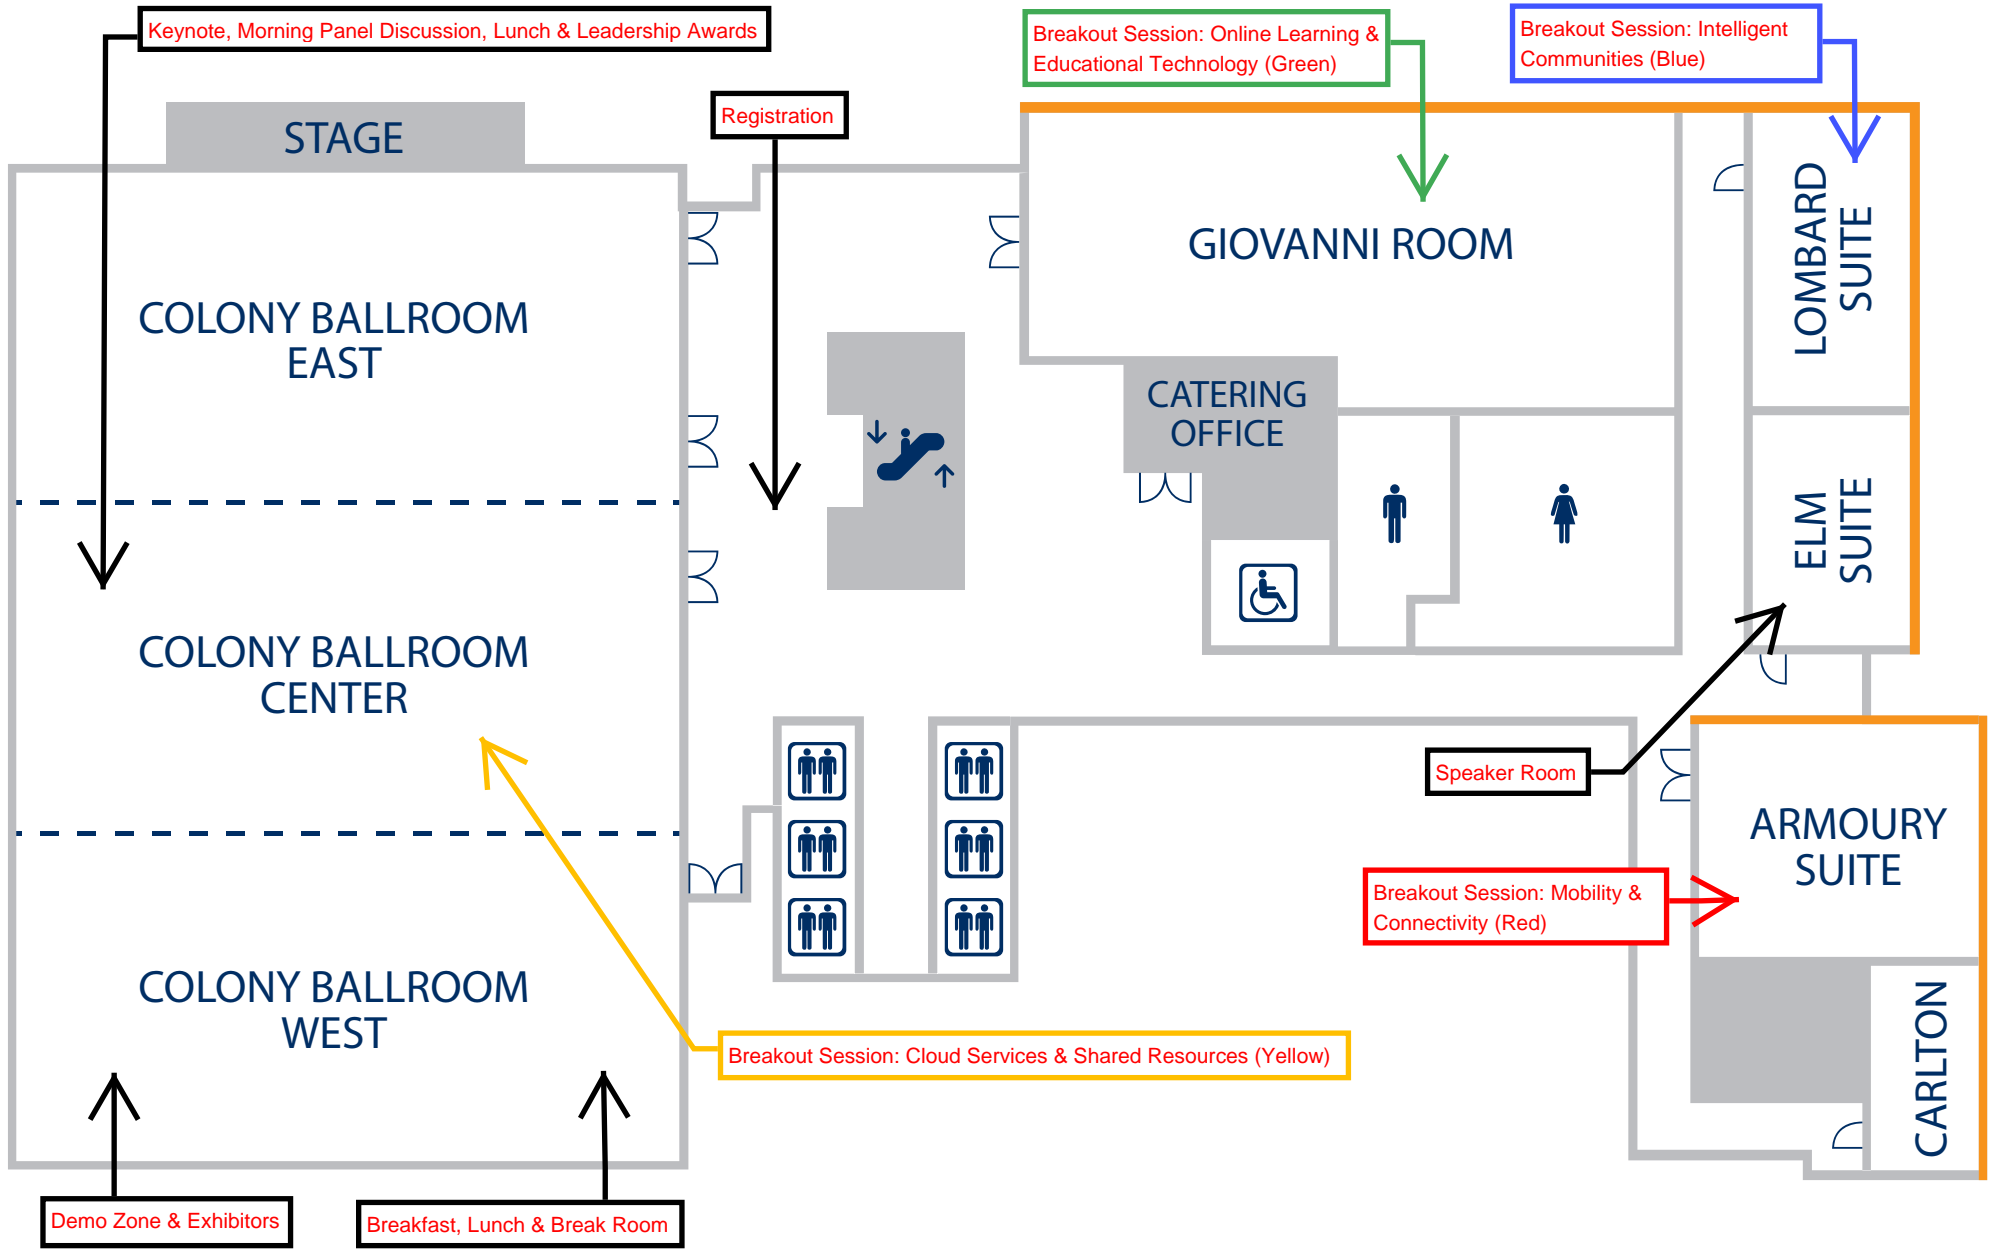 Keynote, Morning Panel Discussion, Lunch & Leadership Awards
Breakout Session: Online Learning &
Educational Technology (Green)
Breakout Session: Intelligent
Communities (Blue)
Registration
STAGE
GIOVANNI ROOM
LOMBARD
SUITE
COLONY BALLROOM
EAST
CATERING
OFFICE
ELM
SUITE
COLONY BALLROOM
CENTER
Speaker Room
ARMOURY
SUITE
Breakout Session: Mobility &
Connectivity (Red)
COLONY BALLROOM
WEST
Breakout Session: Cloud Services & Shared Resources (Yellow)
CARLTON
Demo Zone & Exhibitors
Breakfast, Lunch & Break Room